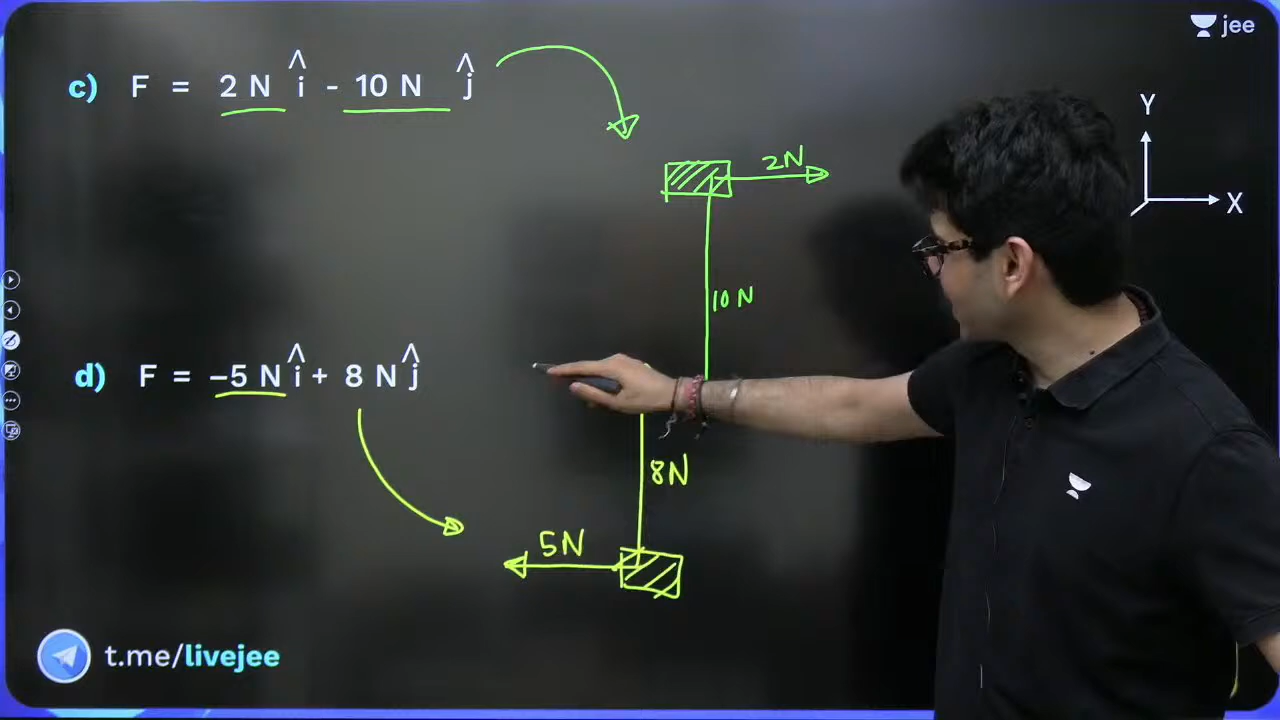 jee
c) F = 2 N î - 10 N ĵ
Y
2N
X
10 N
d) F = -5 N î + 8 N ĵ
8N
5N
t.me/livejee